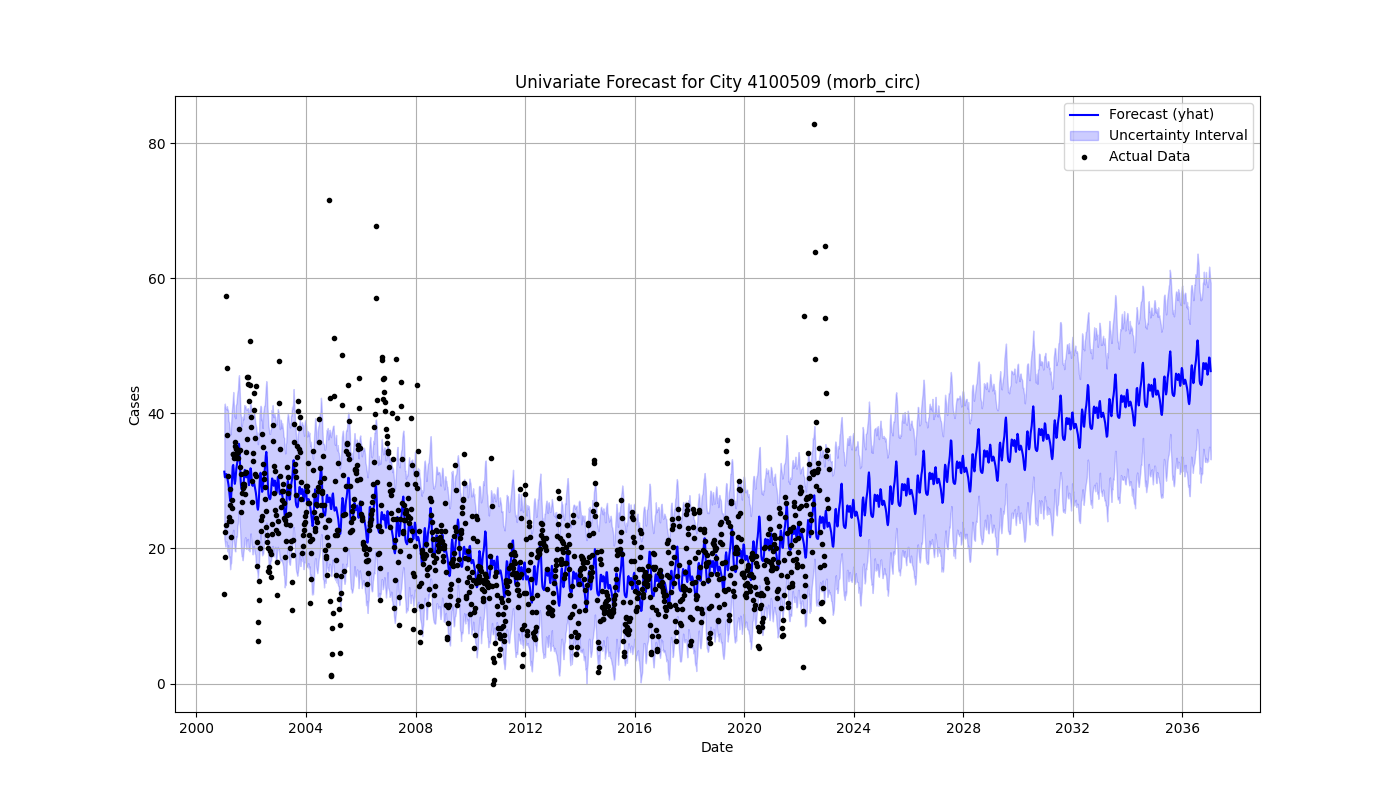 Univariate Forecast for City 4100509 (morb_circ)
Forecast (yhat)
Uncertainty Interval
Actual Data
Cases
80
60
40
20
0
2000 2004 2008 2012 2016 2020 2024 2028 2032 2036
Date